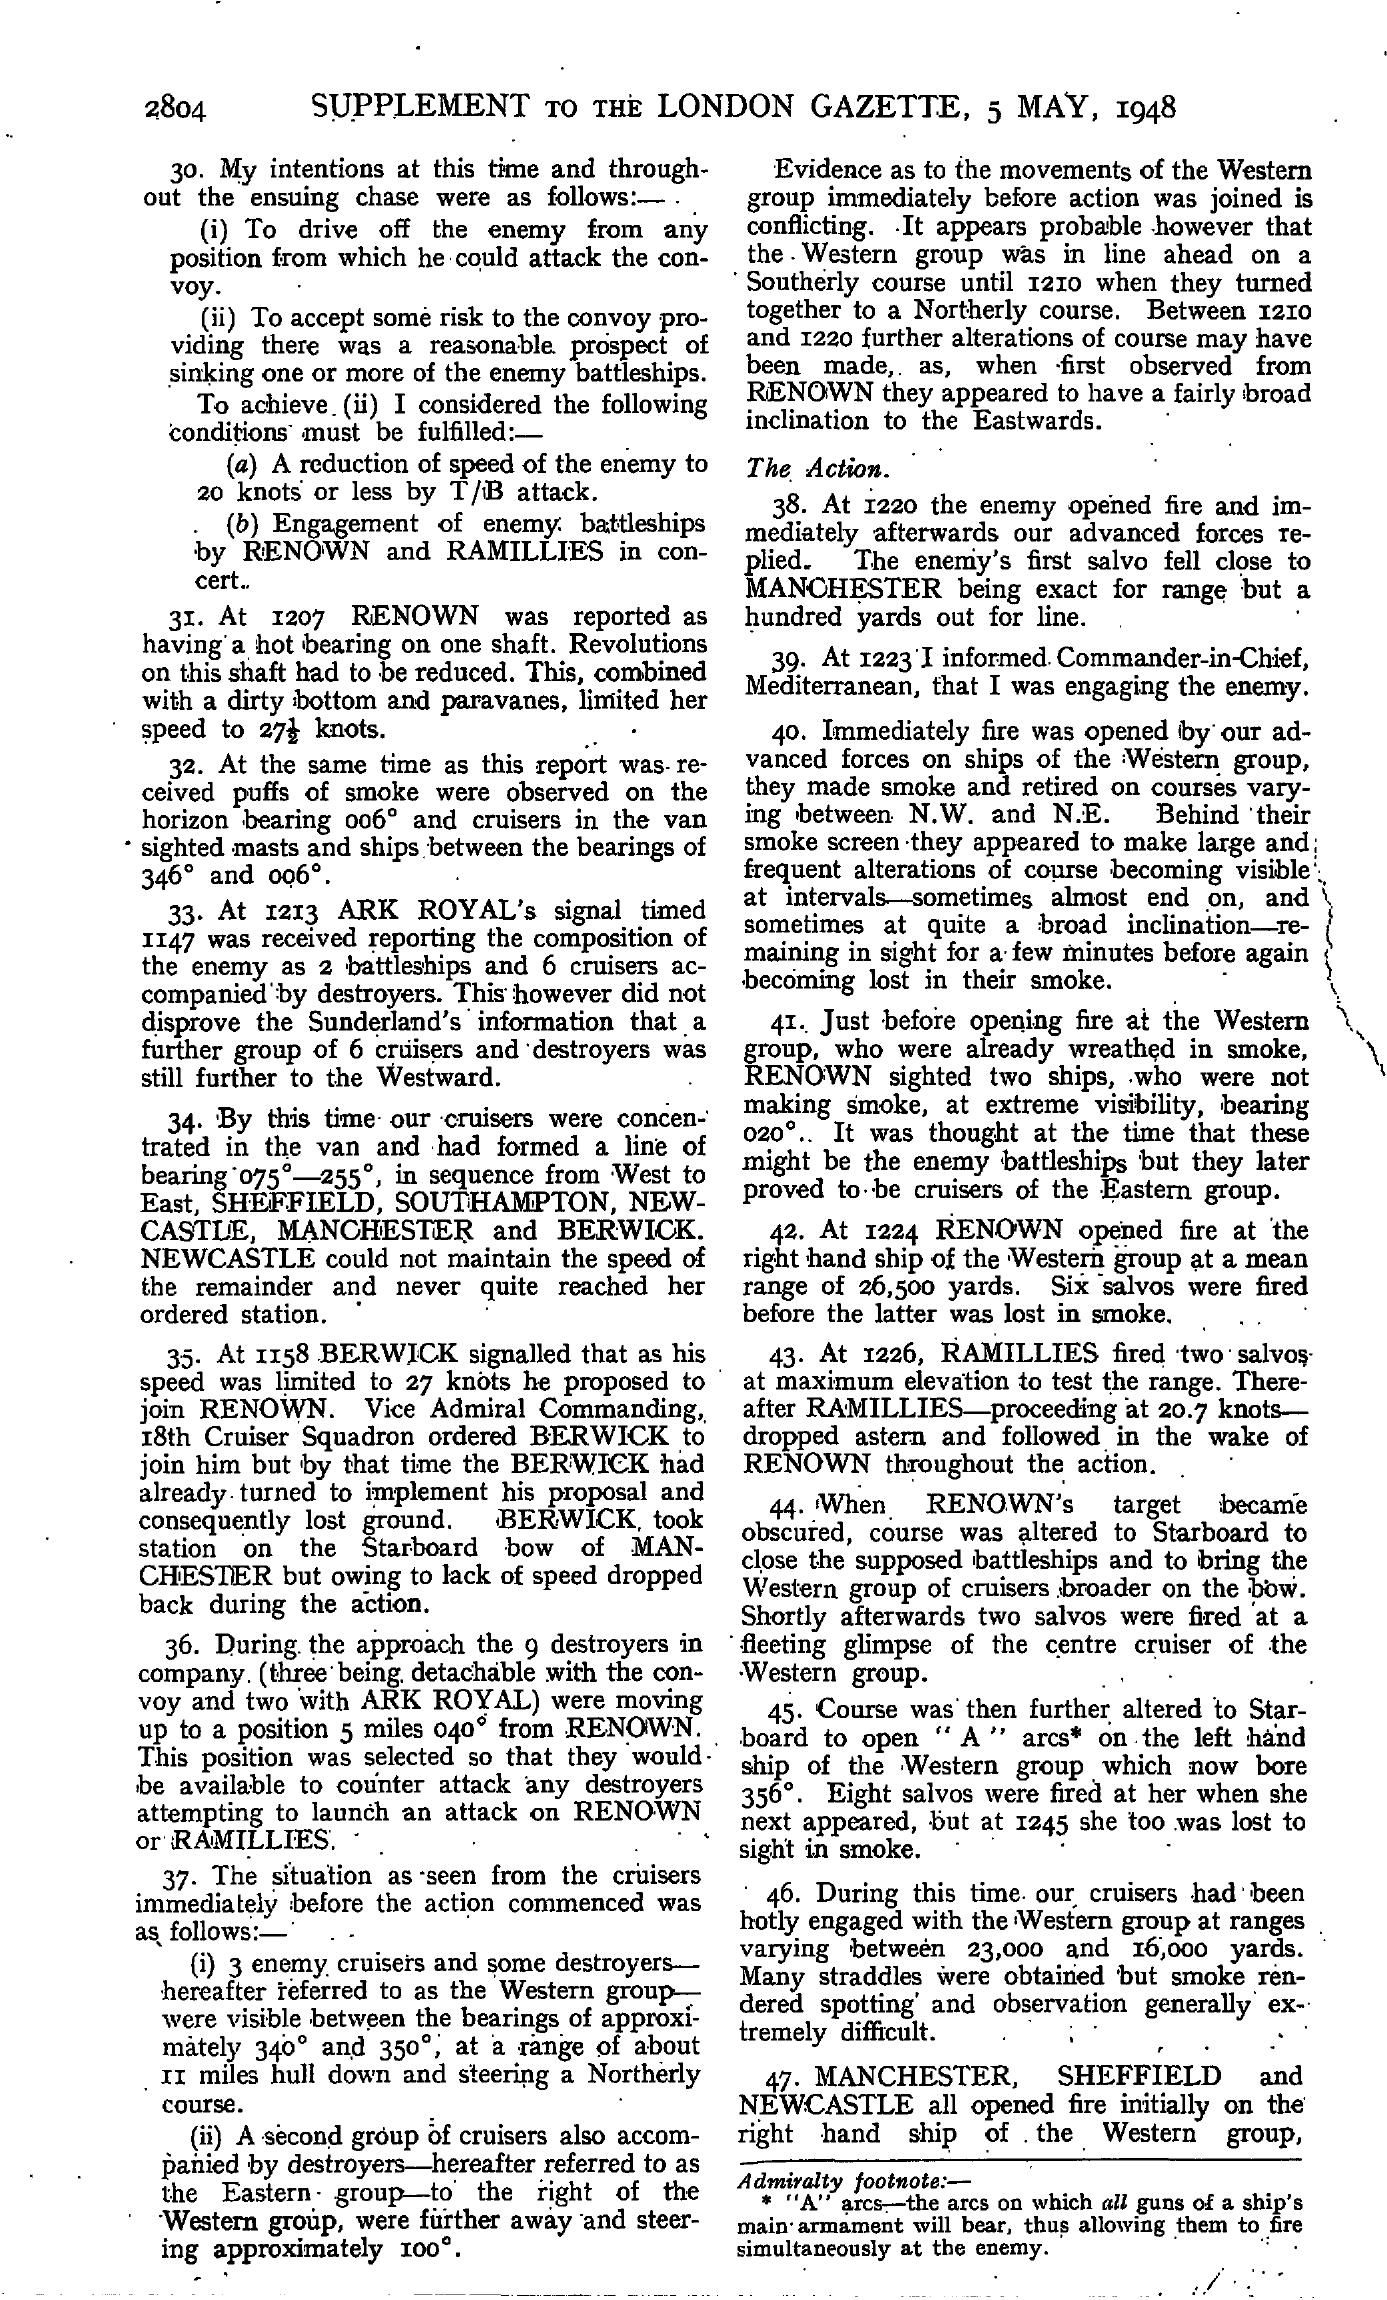 2804 SUPPLEMENT TO THE LONDON GAZETTE, 5 MAY, 1948
30. My intentions at this time and through-
out the ensuing chase were as follows:—
(i) To drive off the enemy from any
position from which he could attack the con-
voy.
(ii) To accept some risk to the convoy pro-
viding there was a reasonable prospect of
sinking one or more of the enemy battleships.
To achieve (ii) I considered the following
conditions must be fulfilled:—
(a) A reduction of speed of the enemy to
20 knots or less by T/B attack.
(b) Engagement of enemy battleships
by RENOWN and RAMILLIES in con-
cert.
31. At 1207 RENOWN was reported as
having a hot bearing on one shaft. Revolutions
on this shaft had to be reduced. This, combined
with a dirty bottom and paravanes, limited her
speed to 27½ knots.
32. At the same time as this report was re-
ceived puffs of smoke were observed on the
horizon bearing 006° and cruisers in the van
sighted masts and ships between the bearings of
346° and 006°.
33. At 1213 ARK ROYAL's signal timed
1147 was received reporting the composition of
the enemy as 2 battleships and 6 cruisers ac-
companied by destroyers. This however did not
disprove the Sunderland's information that a
further group of 6 cruisers and destroyers was
still further to the Westward.
34. By this time our cruisers were concen-
trated in the van and had formed a line of
bearing 075°—255°, in sequence from West to
East, SHEFFIELD, SOUTHAMPTON, NEW-
CASTLE, MANCHESTER and BERWICK.
NEWCASTLE could not maintain the speed of
the remainder and never quite reached her
ordered station.
35. At 1158 BERWICK signalled that as his
speed was limited to 27 knots he proposed to
join RENOWN. Vice Admiral Commanding,
18th Cruiser Squadron ordered BERWICK to
join him but by that time the BERWICK had
already turned to implement his proposal and
consequently lost ground. BERWICK took
station on the Starboard bow of MAN-
CHESTER but owing to lack of speed dropped
back during the action.
36. During the approach the 9 destroyers in
company (three being detachable with the con-
voy and two with ARK ROYAL) were moving
up to a position 5 miles 040° from RENOWN.
This position was selected so that they would
be available to counter attack any destroyers
attempting to launch an attack on RENOWN
or RAMILLIES.
37. The situation as seen from the cruisers
immediately before the action commenced was
as follows:—
(i) 3 enemy cruisers and some destroyers—
hereafter referred to as the Western group—
were visible between the bearings of approxi-
mately 340° and 350°, at a range of about
11 miles hull down and steering a Northerly
course.
(ii) A second group of cruisers also accom-
panied by destroyers—hereafter referred to as
the Eastern group—to the right of the
Western group, were further away and steer-
ing approximately 100°.
Evidence as to the movements of the Western
group immediately before action was joined is
conflicting. It appears probable however that
the Western group was in line ahead on a
Southerly course until 1210 when they turned
together to a Northerly course. Between 1210
and 1220 further alterations of course may have
been made, as, when first observed from
RENOWN they appeared to have a fairly broad
inclination to the Eastwards.
The Action.
38. At 1220 the enemy opened fire and im-
mediately afterwards our advanced forces re-
plied. The enemy's first salvo fell close to
MANCHESTER being exact for range but a
hundred yards out for line.
39. At 1223 I informed Commander-in-Chief,
Mediterranean, that I was engaging the enemy.
40. Immediately fire was opened by our ad-
vanced forces on ships of the Western group,
they made smoke and retired on courses vary-
ing between N.W. and N.E. Behind their
smoke screen they appeared to make large and
frequent alterations of course becoming visible
at intervals—sometimes almost end on, and
sometimes at quite a broad inclination—re-
maining in sight for a few minutes before again
becoming lost in their smoke.
41. Just before opening fire at the Western
group, who were already wreathed in smoke,
RENOWN sighted two ships, who were not
making smoke, at extreme visibility, bearing
020°. It was thought at the time that these
might be the enemy battleships but they later
proved to be cruisers of the Eastern group.
42. At 1224 RENOWN opened fire at the
right hand ship of the Western group at a mean
range of 26,500 yards. Six salvos were fired
before the latter was lost in smoke.
43. At 1226, RAMILLIES fired two salvos
at maximum elevation to test the range. There-
after RAMILLIES—proceeding at 20.7 knots—
dropped astern and followed in the wake of
RENOWN throughout the action.
44. When RENOWN's target became
obscured, course was altered to Starboard to
close the supposed battleships and to bring the
Western group of cruisers broader on the bow.
Shortly afterwards two salvos were fired at a
fleeting glimpse of the centre cruiser of the
Western group.
45. Course was then further altered to Star-
board to open "A" arcs* on the left hand
ship of the Western group which now bore
356°. Eight salvos were fired at her when she
next appeared, but at 1245 she too was lost to
sight in smoke.
46. During this time our cruisers had been
hotly engaged with the Western group at ranges
varying between 23,000 and 16,000 yards.
Many straddles were obtained but smoke ren-
dered spotting and observation generally ex-
tremely difficult.
47. MANCHESTER, SHEFFIELD and
NEWCASTLE all opened fire initially on the
right hand ship of the Western group,
Admiralty footnote:—
* "A" arcs—the arcs on which all guns of a ship's
main armament will bear, thus allowing them to fire
simultaneously at the enemy.